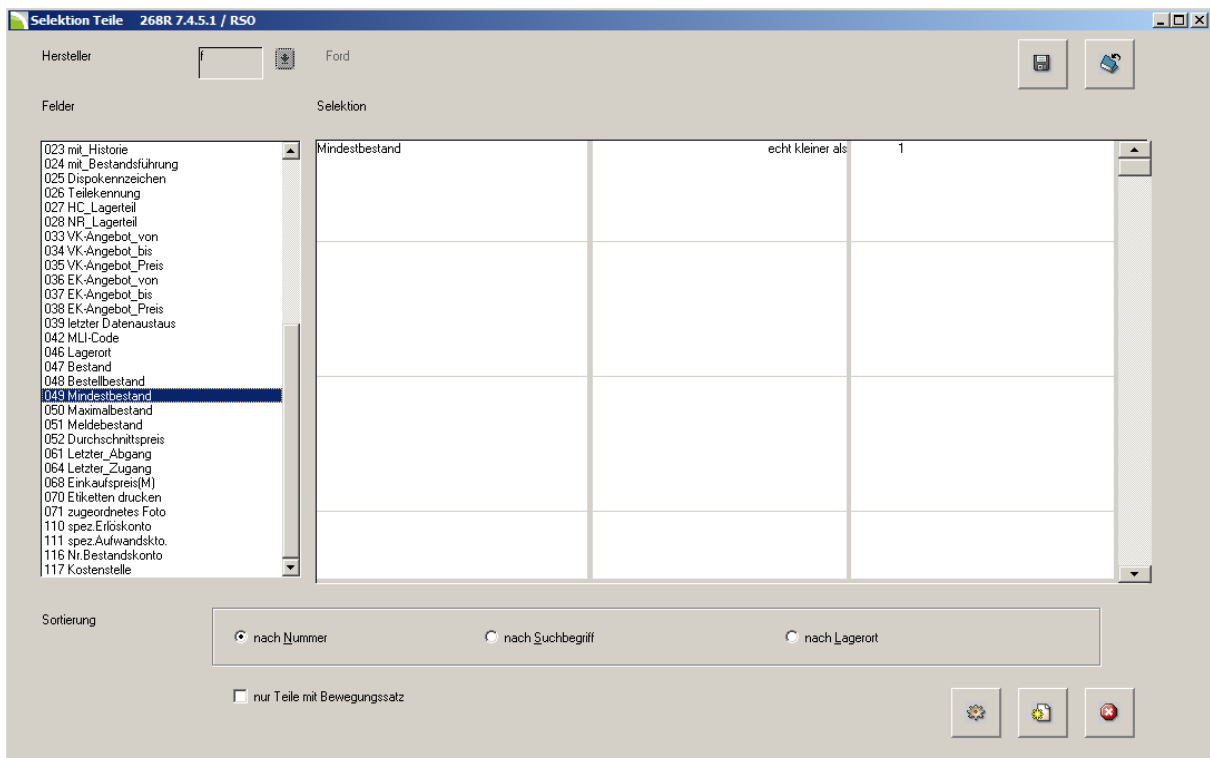 Selektion Teile 268R 7.4.5.1 / RSO
Hersteller
f
Ford
Felder
Selektion
023 mit_Historie
024 mit_Bestandsführung
025 Dispokennzeichen
026 Teilekennung
027 HC_Lagerteil
028 NR_Lagerteil
033 VK-Angebot_von
034 VK-Angebot_bis
035 VK-Angebot_Preis
036 EK-Angebot_von
037 EK-Angebot_bis
038 EK-Angebot_Preis
039 letzter Datenaustaus
042 MLI-Code
046 Lagerort
047 Bestand
048 Bestellbestand
049 Mindestbestand
050 Maximalbestand
051 Meldebestand
052 Durchschnittspreis
061 Letzter_Abgang
064 Letzter_Zugang
068 Einkaufspreis(M)
070 Etiketten drucken
071 zugeordnetes Foto
110 spez.Erlöskonto
111 spez.Aufwandskto.
116 Nr.Bestandskonto
117 Kostenstelle
Mindestbestand echt kleiner als 1
Sortierung
nach Nummer
nach Suchbegriff
nach Lagerort
nur Teile mit Bewegungssatz